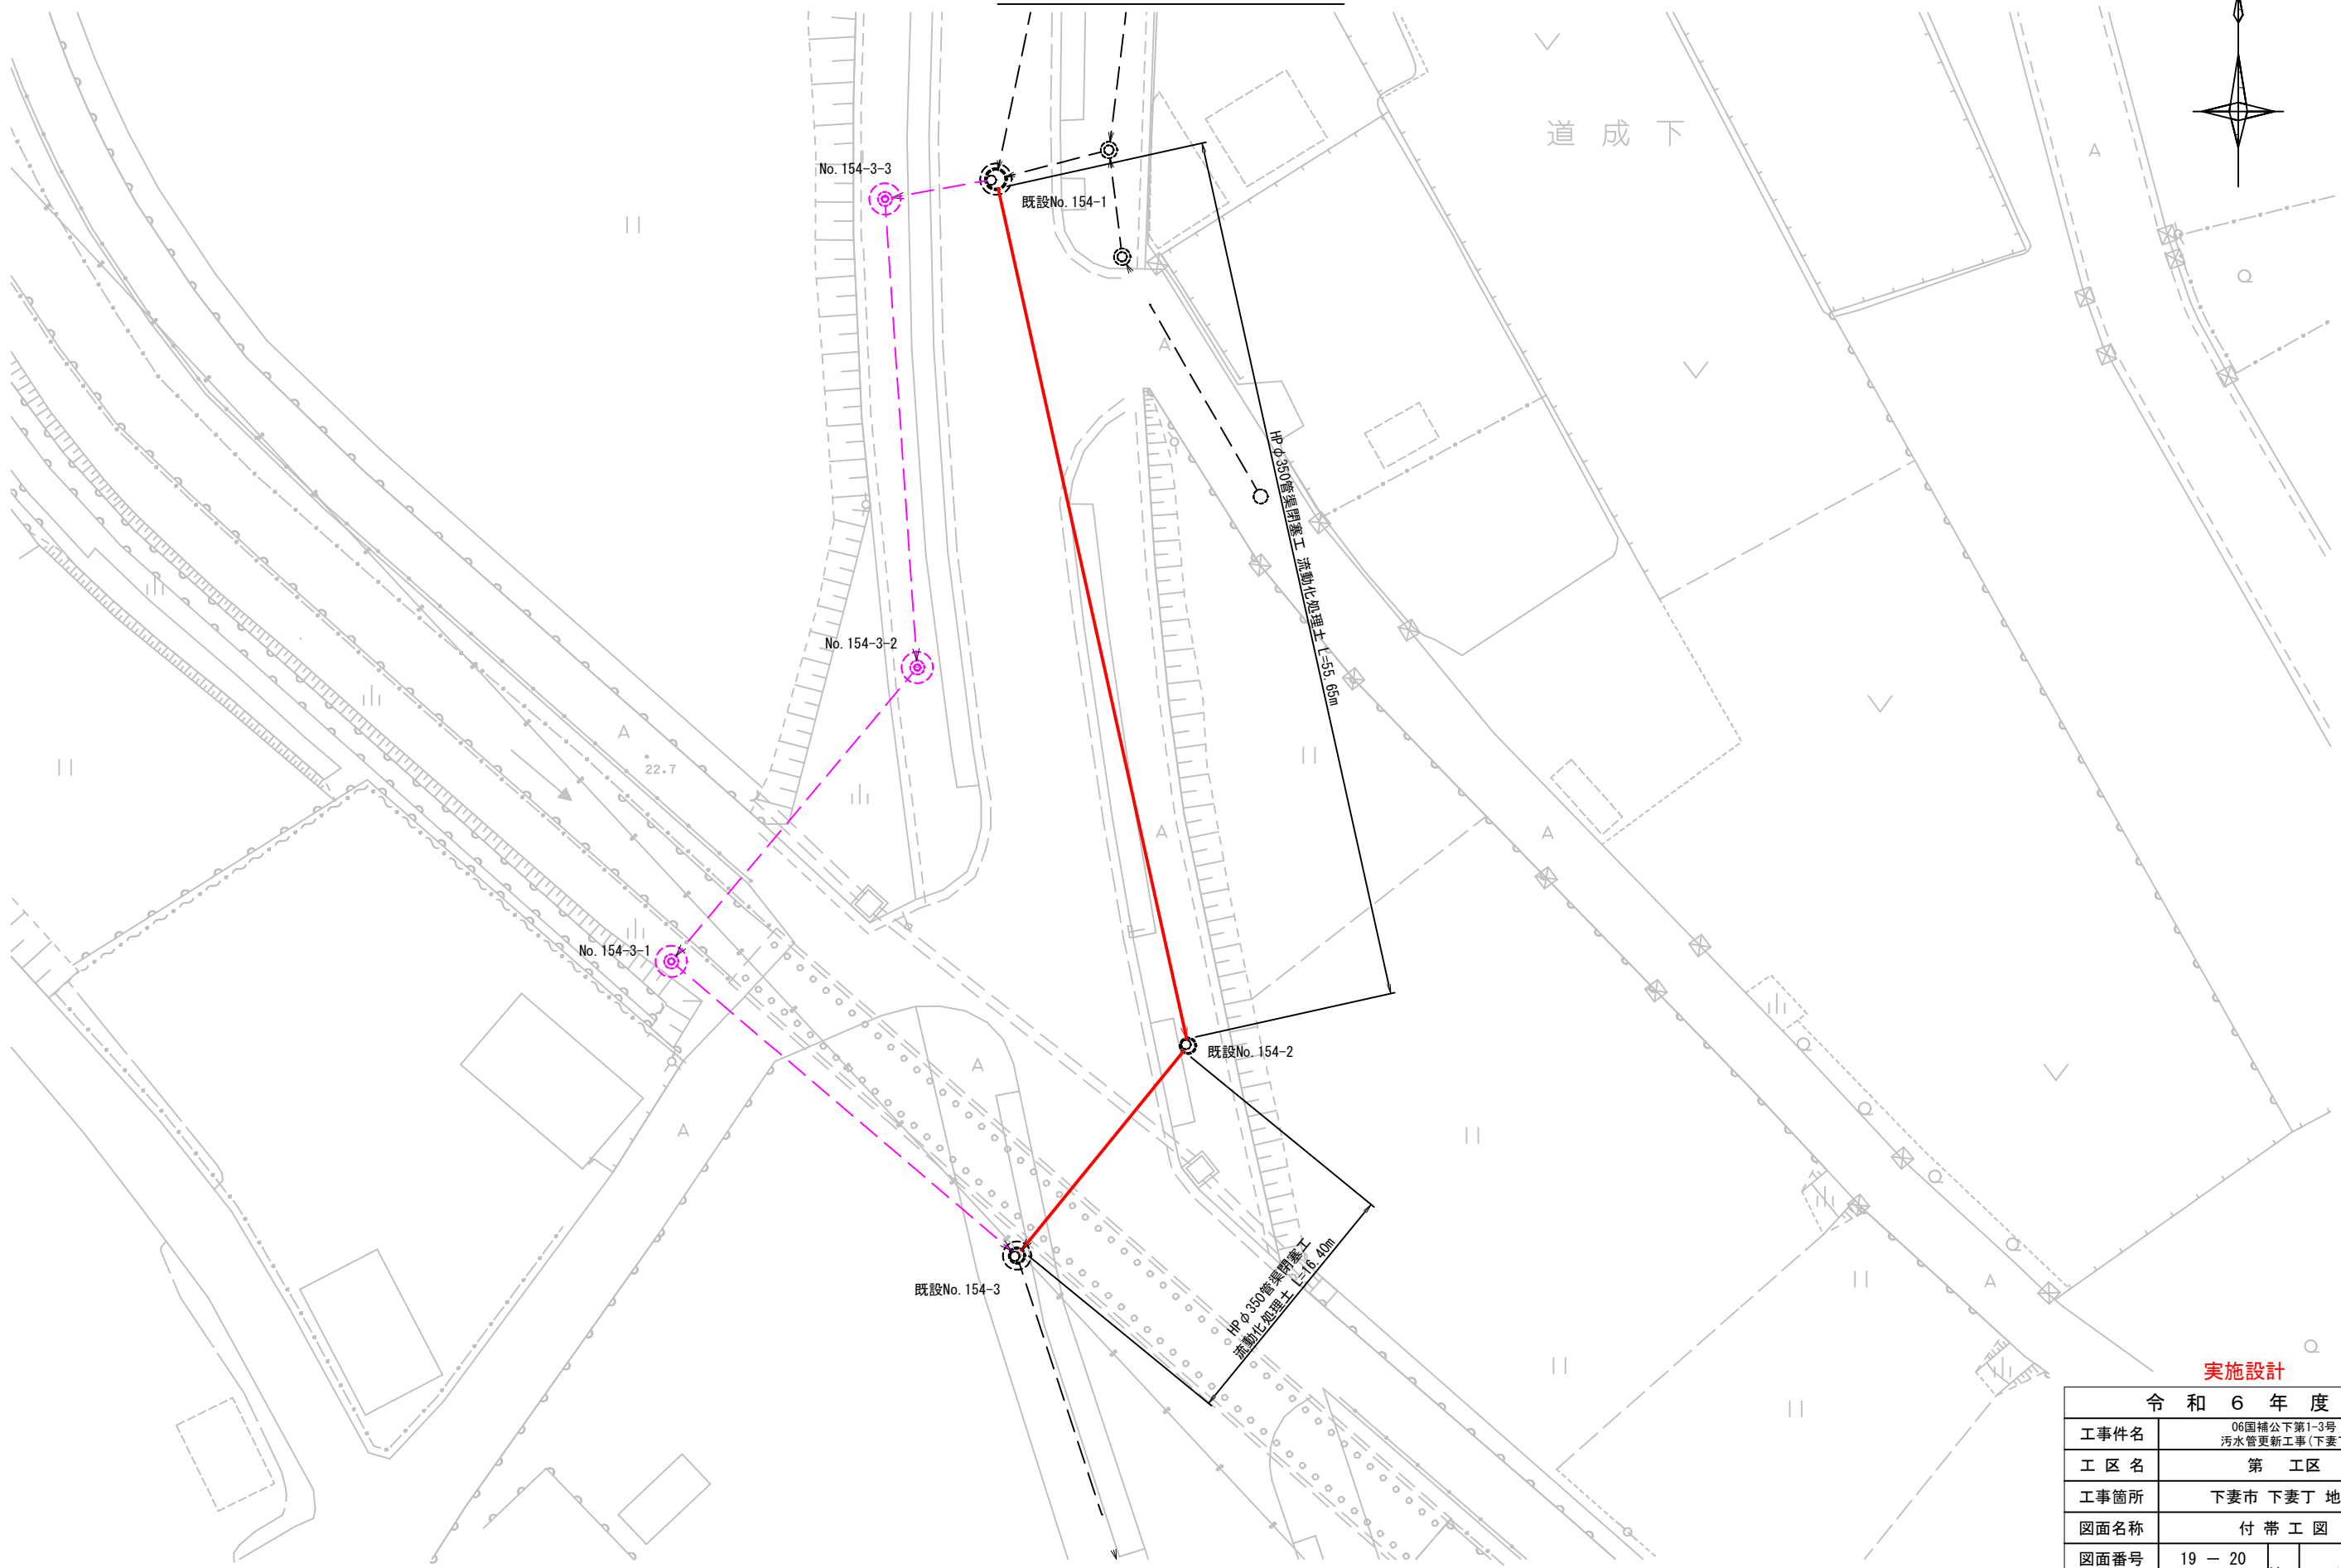 道成下
No.154-3-3
既設No.154-1
HPφ350管渠閉塞工 流動化処理土 L=55.65m
No.154-3-2
A
A
A
22.7
A
A
No.154-3-1
既設No.154-2
A
A
既設No.154-3
HPφ350管渠閉塞工
流動化処理土 L=16.40m
A
実施設計
令和6年度
工事件名
06国補公下第1-3号
汚水管更新工事(下妻
工区名
第 工区
工事箇所
下妻市 下妻丁 地
図面名称
付帯工図
図面番号
19 － 20